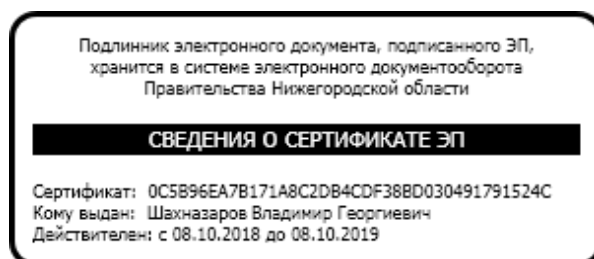 Подлинник электронного документа, подписанного ЭП,
хранится в системе электронного документооборота
Правительства Нижегородской области
СВЕДЕНИЯ О СЕРТИФИКАТЕ ЭП
Сертификат: 0C5B96EA7B171A8C2DB4CDF38BD030491791524C
Кому выдан: Шахназаров Владимир Георгиевич
Действителен: с 08.10.2018 до 08.10.2019